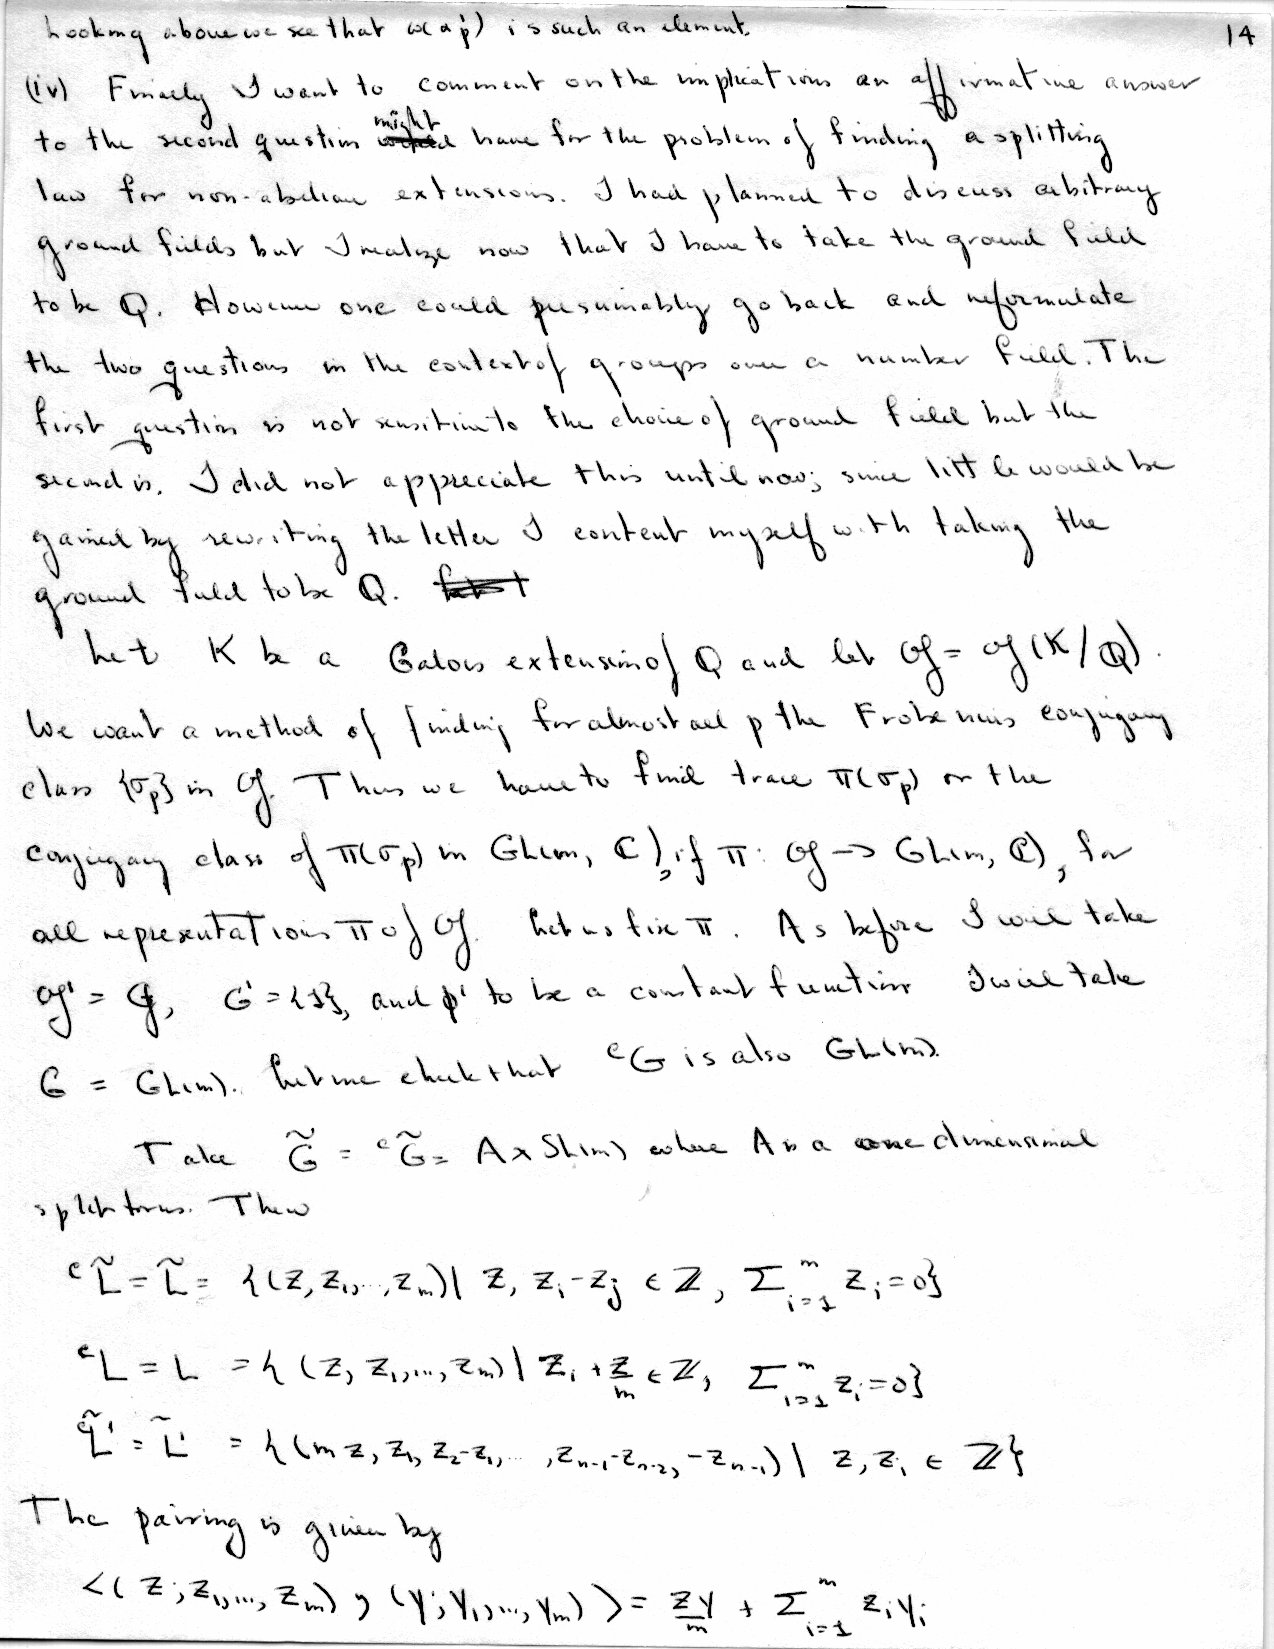 14
Looking above we see that ω(α'p) is such an element.
(iv) Finally I want to comment on the implications an affirmative answer
to the second question might have for the problem of finding a splitting
law for non-abelian extensions. I had planned to discuss arbitrary
ground fields but I realize now that I have to take the ground field
to be Q. However one could presumably go back and reformulate
the two questions in the context of groups over a number field. The
first question is not sensitive to the choice of ground field but the
second is. I did not appreciate this until now; since little would be
gained by rewriting the letter I content myself with taking the
ground field to be Q.
Let K be a Galois extension of Q and let 𝔊 = 𝔊(K/Q).
We want a method of finding for almost all p the Frobenius conjugacy
class {σp} in 𝔊. Thus we have to find trace π(σp) or the
conjugacy class of π(σp) in GL(m, C), if π: 𝔊 → GL(m, C), for
all representations π of 𝔊. Let us fix π. As before I will take
𝔊' = 𝔊, G' = {1}, and φ' to be a constant function I will take
G = GL(m). Let me check that ᶜG is also GL(m).
Take G̃ = ᶜG̃ = A x SL(m) where A is a one dimensional
split torus. Then
ᶜL̃ = L̃ = {(z, z₁,..., zₘ) | z, zᵢ - zⱼ ∈ ℤ, Σᵢ₌₁ᵐ zᵢ = 0}
ᶜL = L = {(z, z₁,..., zₘ) | zᵢ + z/m ∈ ℤ, Σᵢ₌₁ᵐ zᵢ = 0}
ᶜL̃' = L̃' = {(mz, z₁, z₂-z₁, ..., zₙ₋₁-zₙ₋₂, -zₙ₋₁) | z, zᵢ ∈ ℤ}
The pairing is given by
<(z; z₁,..., zₘ), (y; y₁,..., yₘ)> = zy/m + Σᵢ₌₁ᵐ zᵢyᵢ